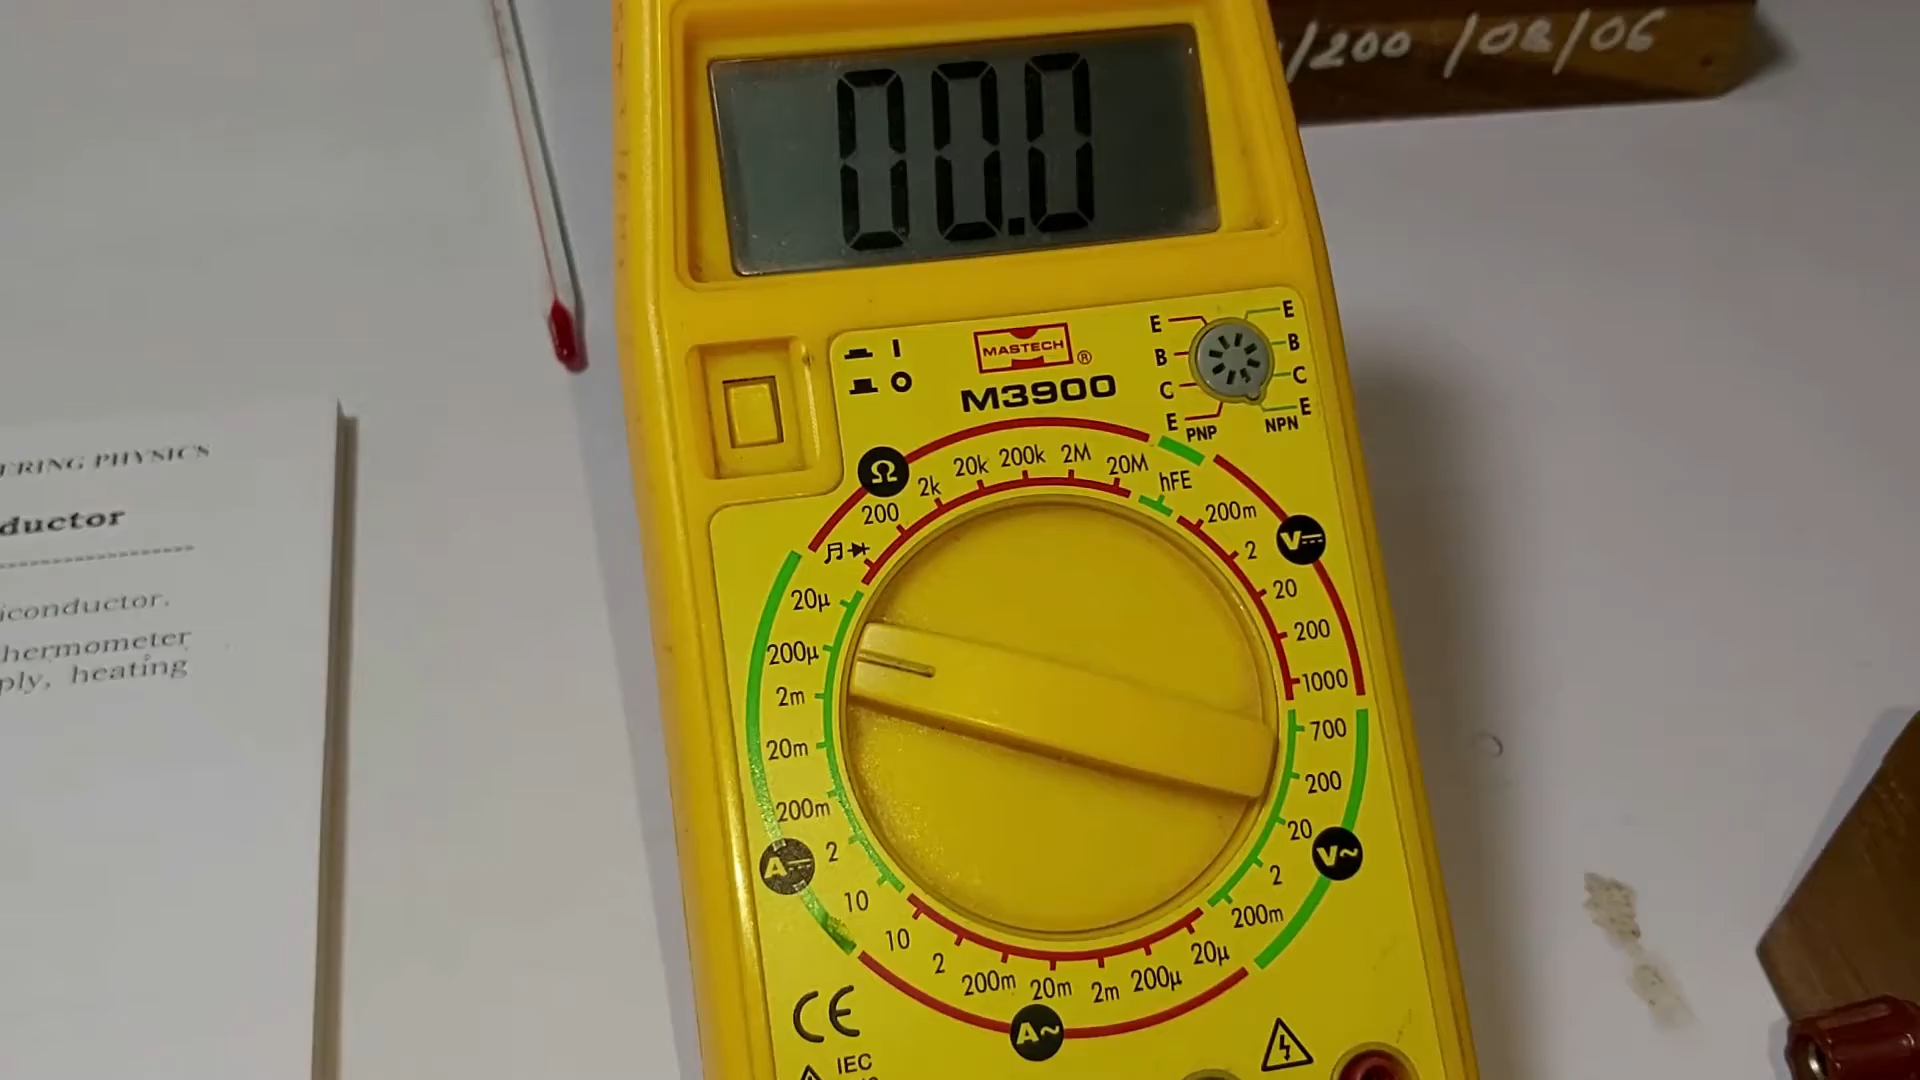 /200 /08/06
00.0
MASTECH ®
M3900
E B C E PNP
E B C E NPN
Ω
200 2k 20k 200k 2M 20M
hFE
V
200m 2 20 200 1000
700 200 20 2 200m
V~
20µ 200µ 2m 20m 200m 2 10
A
10 2 200m 20m 2m 200µ 20µ
A~
CE
IEC
ERING PHYSICS
ductor
iconductor.
hermometer
ply, heating